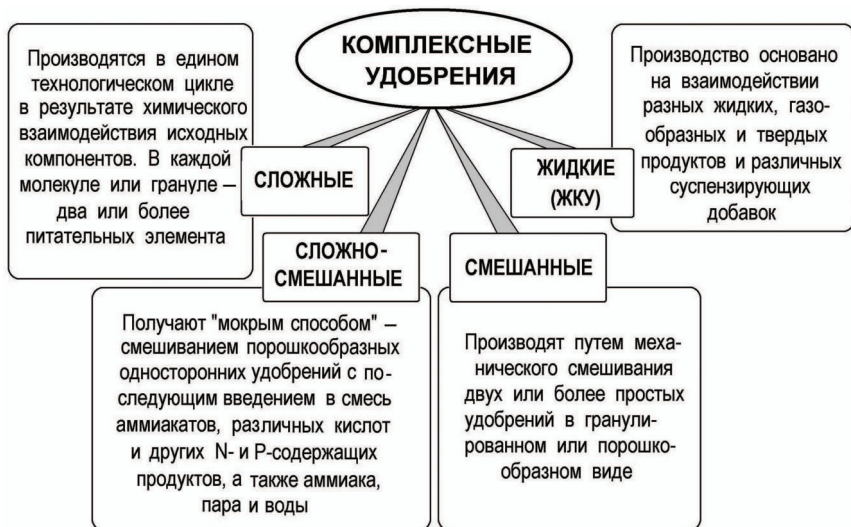 КОМПЛЕКСНЫЕ
УДОБРЕНИЯ
Производятся в едином
технологическом цикле
в результате химического
взаимодействия исходных
компонентов. В каждой
молекуле или грануле –
два или более
питательных элемента
СЛОЖНЫЕ
Производство основано
на взаимодействии
разных жидких, газо-
образных и твердых
продуктов и различных
суспензирующих
добавок
ЖИДКИЕ
(ЖКУ)
СЛОЖНО-
СМЕШАННЫЕ
Получают "мокрым способом" –
смешиванием порошкообразных
односторонних удобрений с по-
следующим введением в смесь
аммиакатов, различных кислот
и других N- и P-содержащих
продуктов, а также аммиака,
пара и воды
СМЕШАННЫЕ
Производят путем меха-
нического смешивания
двух или более простых
удобрений в гранули-
рованном или порошко-
образном виде